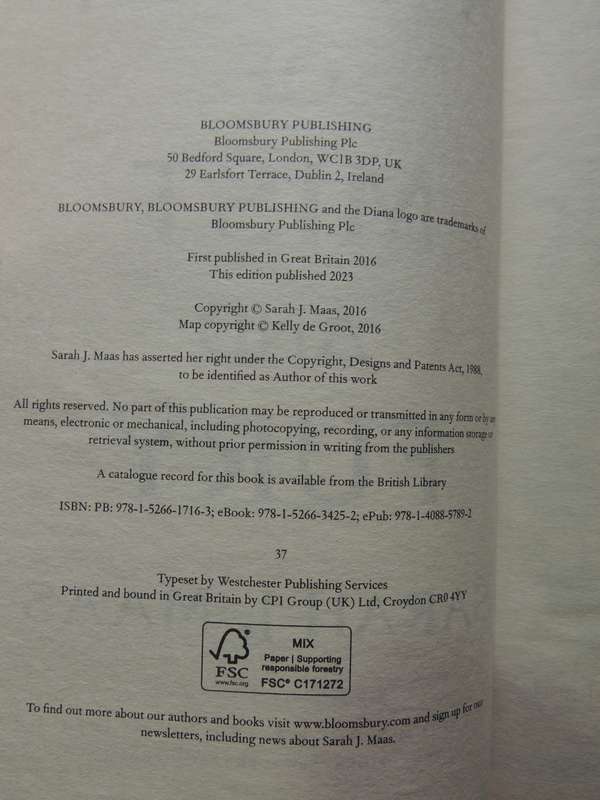 BLOOMSBURY PUBLISHING
Bloomsbury Publishing Plc
50 Bedford Square, London, WC1B 3DP, UK
29 Earlsfort Terrace, Dublin 2, Ireland
BLOOMSBURY, BLOOMSBURY PUBLISHING and the Diana logo are trademarks of
Bloomsbury Publishing Plc
First published in Great Britain 2016
This edition published 2023
Copyright © Sarah J. Maas, 2016
Map copyright © Kelly de Groot, 2016
Sarah J. Maas has asserted her right under the Copyright, Designs and Patents Act, 1988,
to be identified as Author of this work
All rights reserved. No part of this publication may be reproduced or transmitted in any form or by any
means, electronic or mechanical, including photocopying, recording, or any information storage or
retrieval system, without prior permission in writing from the publishers
A catalogue record for this book is available from the British Library
ISBN: PB: 978-1-5266-1716-3; eBook: 978-1-5266-3425-2; ePub: 978-1-4088-5789-2
37
Typeset by Westchester Publishing Services
Printed and bound in Great Britain by CPI Group (UK) Ltd, Croydon CR0 4YY
FSC
www.fsc.org
MIX
Paper | Supporting
responsible forestry
FSC® C171272
To find out more about our authors and books visit www.bloomsbury.com and sign up for our
newsletters, including news about Sarah J. Maas.